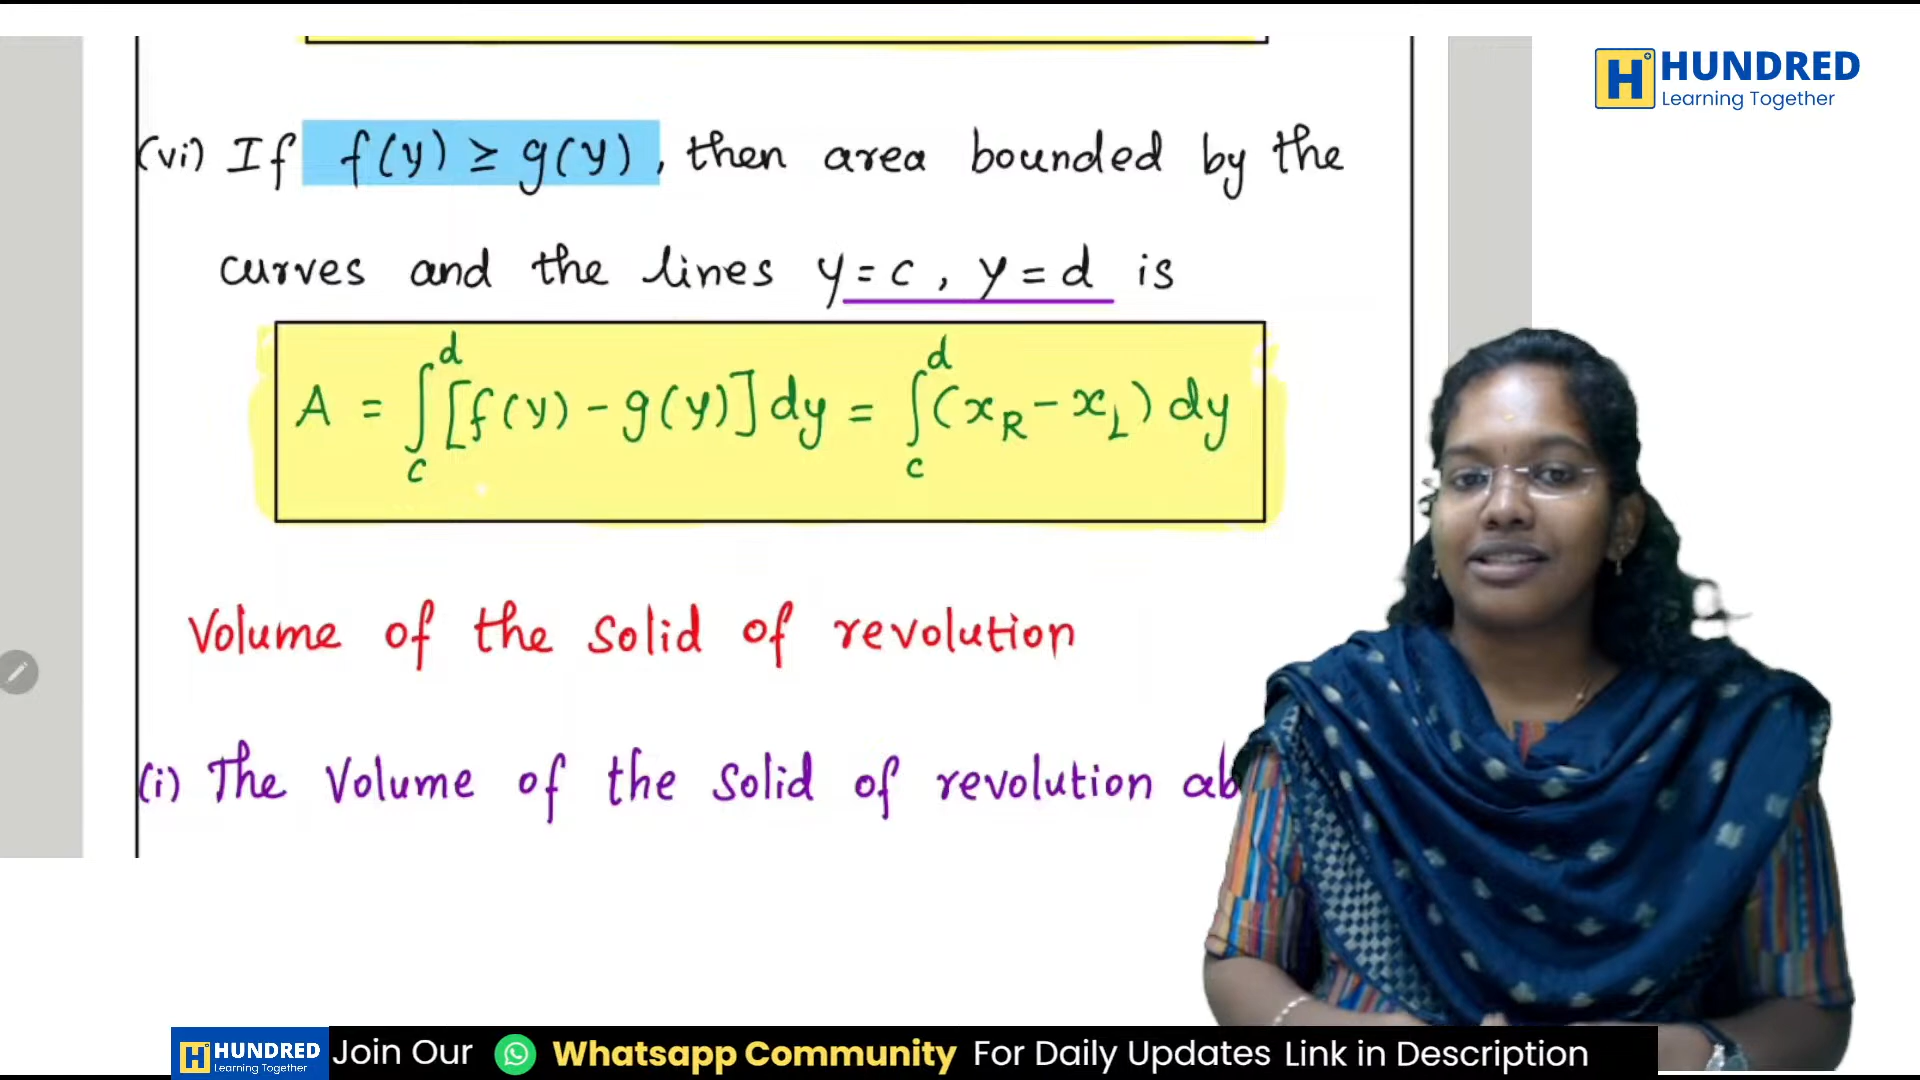 HUNDRED
Learning Together
(vi) If f(y) ≥ g(y), then area bounded by the
curves and the lines y = c, y = d is
A = ∫_c^d [f(y) - g(y)] dy = ∫_c^d (x_R - x_L) dy
Volume of the solid of revolution
(i) The Volume of the solid of revolution ab
HUNDRED Learning Together Join Our Whatsapp Community For Daily Updates Link in Description